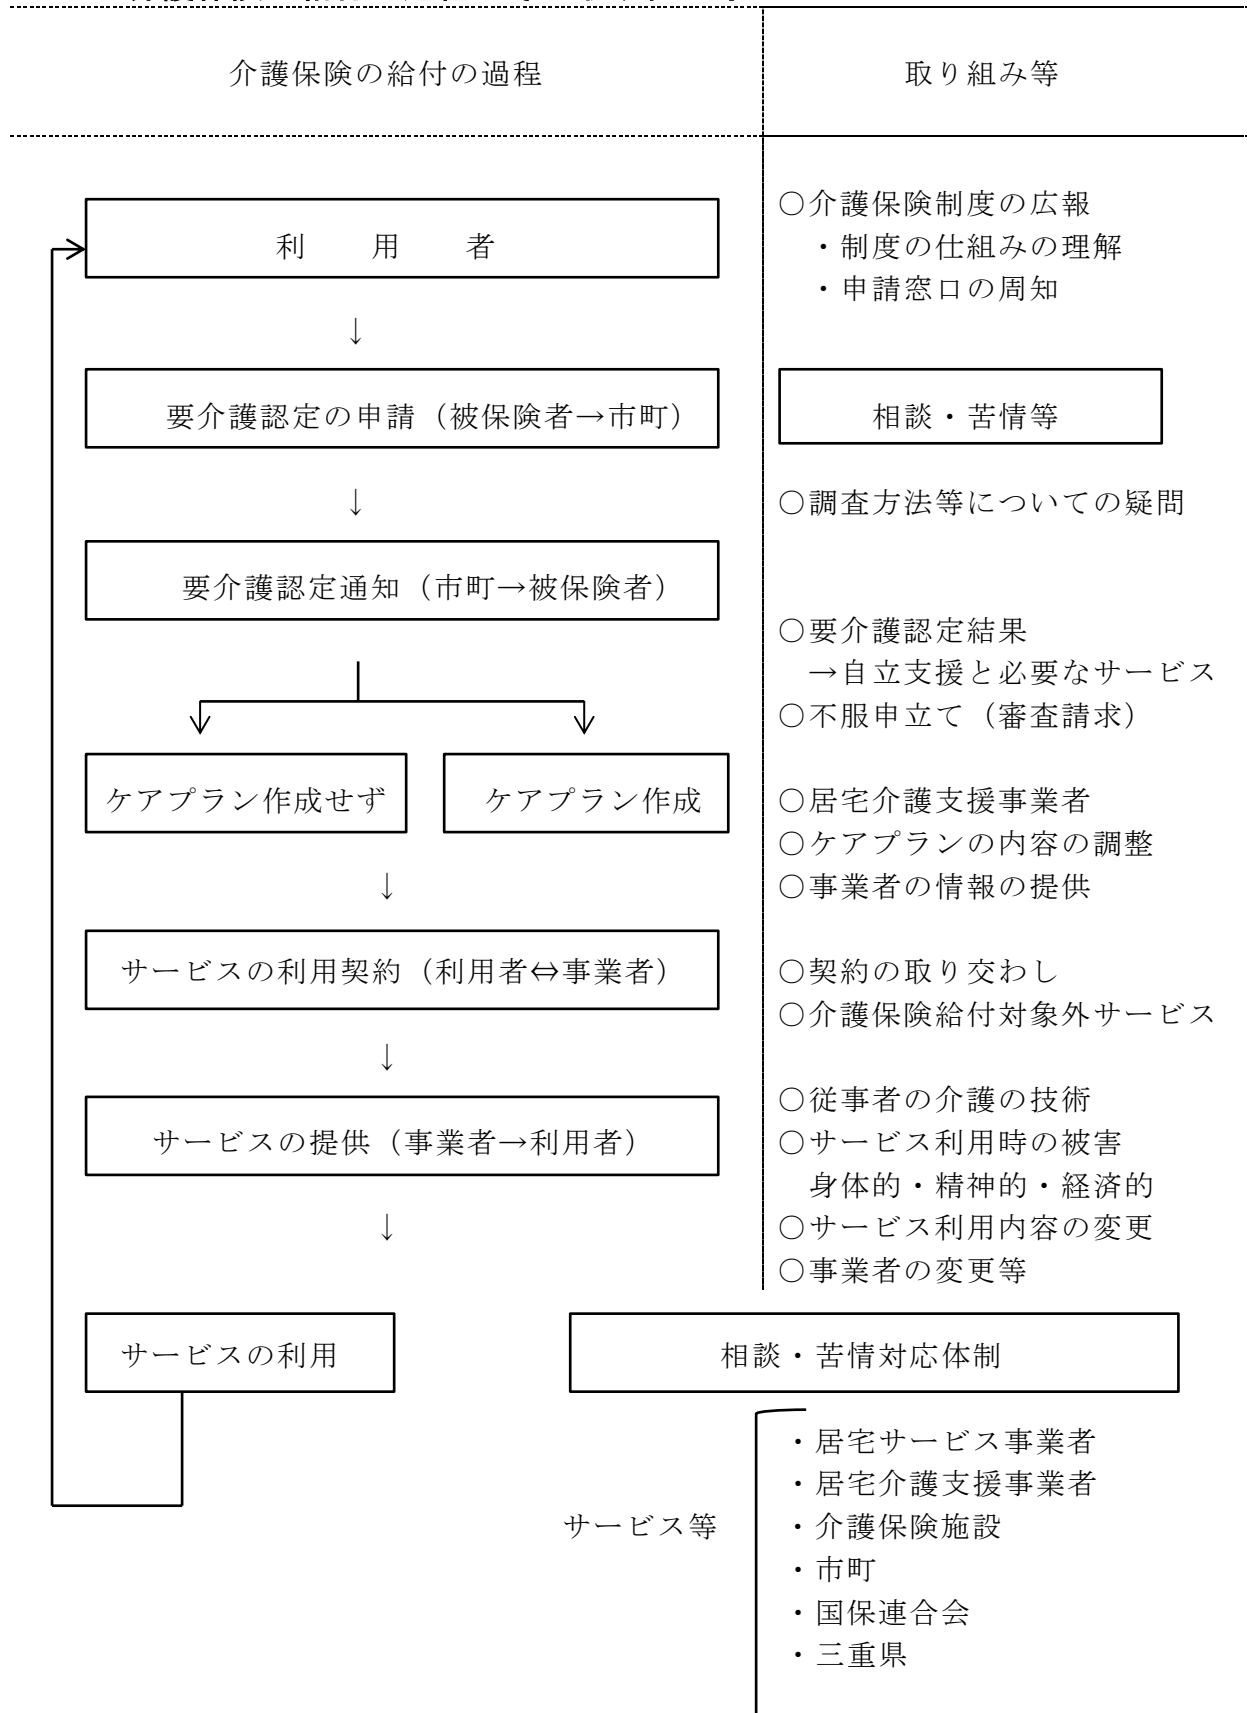 介護保険の給付の過程
取り組み等
利　　用　　者
↓
要介護認定の申請（被保険者→市町）
↓
要介護認定通知（市町→被保険者）
ケアプラン作成せず
ケアプラン作成
↓
サービスの利用契約（利用者⇔事業者）
↓
サービスの提供（事業者→利用者）
↓
サービスの利用
○介護保険制度の広報
・制度の仕組みの理解
・申請窓口の周知
相談・苦情等
○調査方法等についての疑問
○要介護認定結果
→自立支援と必要なサービス
○不服申立て（審査請求）
○居宅介護支援事業者
○ケアプランの内容の調整
○事業者の情報の提供
○契約の取り交わし
○介護保険給付対象外サービス
○従事者の介護の技術
○サービス利用時の被害
身体的・精神的・経済的
○サービス利用内容の変更
○事業者の変更等
相談・苦情対応体制
サービス等
・居宅サービス事業者
・居宅介護支援事業者
・介護保険施設
・市町
・国保連合会
・三重県